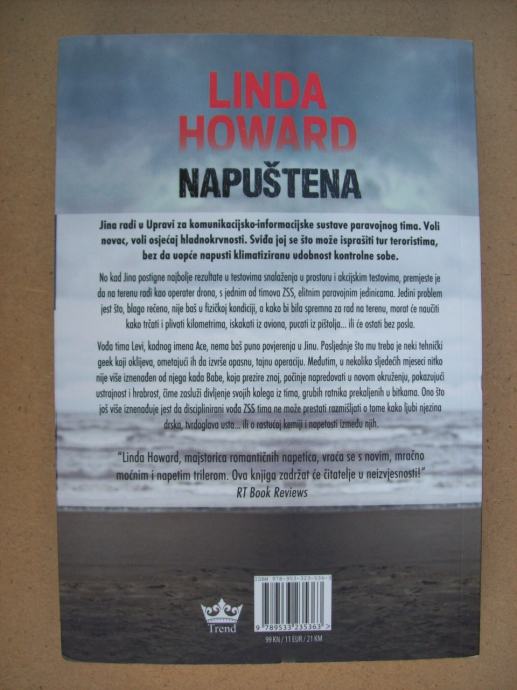 LINDA
HOWARD
NAPUŠTENA
Jina radi u Upravi za komunikacijsko-informacijske sustave paravojnog tima. Voli
novac, voli osjećaj hladnokrvnosti. Sviđa joj se što može isprašiti tur teroristima,
bez da uopće napusti klimatiziranu udobnost kontrolne sobe.
No kad Jina postigne najbolje rezultate u testovima snalaženja u prostoru i akcijskim testovima, premjeste je
da na terenu radi kao operater drona, s jednim od timova ZSS, elitnim paravojnim jedinicama. Jedini problem
jest što, blago rečeno, nije baš u fizičkoj kondiciji, a kako bi bila spremna za rad na terenu, morat će naučiti
kako trčati i plivati kilometrima, iskakati iz aviona, pucati iz pištolja... ili će ostati bez posla.
Vođa tima Levi, kodnog imena Ace, nema baš puno povjerenja u Jinu. Posljednje što mu treba je neki tehnički
geek koji oklijeva, ometajući ih da izvrše opasnu, tajnu operaciju. Međutim, u nekoliko sljedećih mjeseci nitko
nije više iznenađen od njega kada Babe, koja prezire znoj, počinje napredovati u novom okruženju, pokazujući
ustrajnost i hrabrost, čime zasluži divljenje svojih kolega iz tima, grubih ratnika prekaljenih u bitkama. Ono što
još više iznenađuje jest da disciplinirani vođa ZSS tima ne može prestati razmišljati o tome kako ljubi njezina
drska, tvrdoglava usta... ili o rastućoj kemiji i napetosti između njih.
“Linda Howard, majstorica romantičnih napetica, vraća se s novim, mračno
moćnim i napetim trilerom. Ova knjiga zadržat će čitatelje u neizvjesnosti!”
RT Book Reviews
ISBN 978-953-323-536-3
9 789533 235363 >
Trend
99 KN / 11 EUR / 21 KM